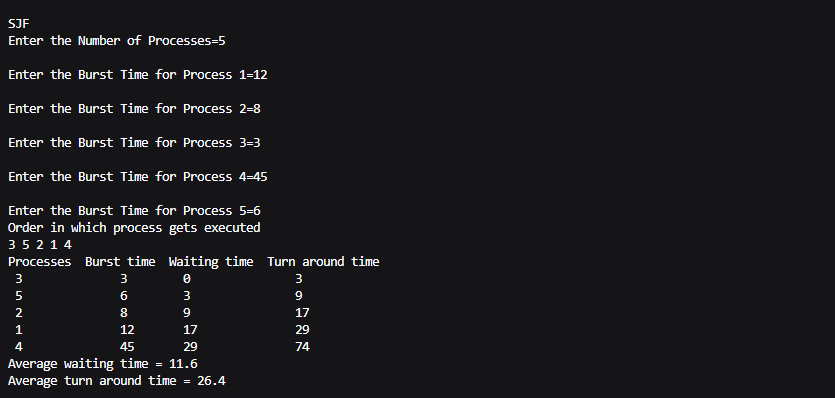 SJF
Enter the Number of Processes=5
Enter the Burst Time for Process 1=12
Enter the Burst Time for Process 2=8
Enter the Burst Time for Process 3=3
Enter the Burst Time for Process 4=45
Enter the Burst Time for Process 5=6
Order in which process gets executed
3 5 2 1 4
Processes  Burst time  Waiting time  Turn around time
3 3 0 3
5 6 3 9
2 8 9 17
1 12 17 29
4 45 29 74
Average waiting time = 11.6
Average turn around time = 26.4